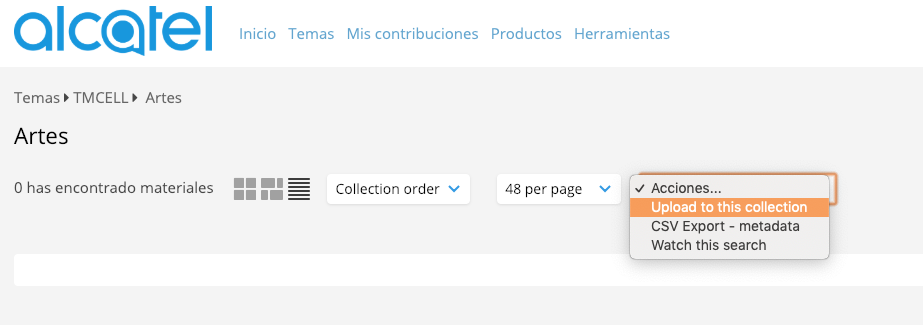 alcatel
Inicio Temas Mis contribuciones Productos Herramientas
Temas TMCELL Artes
Artes
0 has encontrado materiales Collection order 48 per page ✓ Acciones...
Upload to this collection
CSV Export - metadata
Watch this search